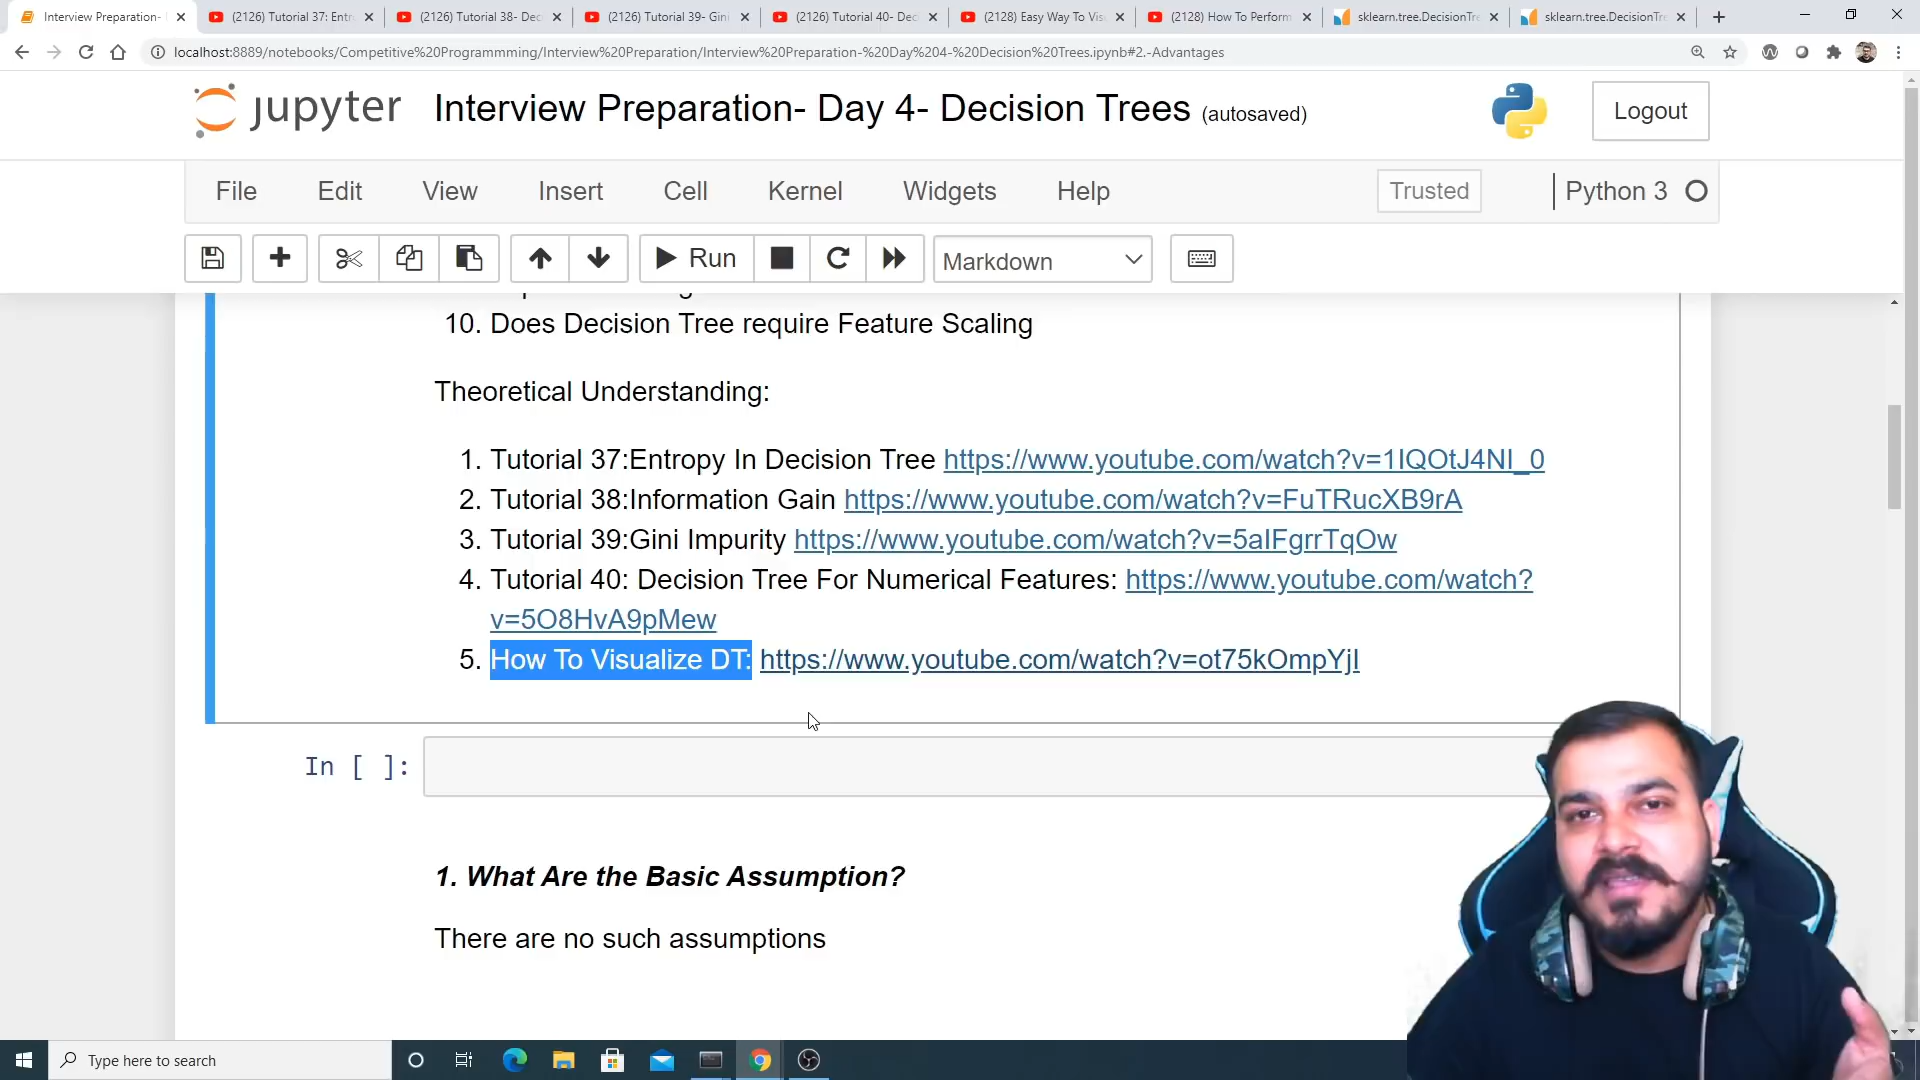 Interview Preparation-
(2126) Tutorial 37: Entr
(2126) Tutorial 38- Dec
(2126) Tutorial 39- Gini
(2126) Tutorial 40- Dec
(2128) Easy Way To Vis
(2128) How To Perform
sklearn.tree.DecisionTre
sklearn.tree.DecisionTre
localhost:8889/notebooks/Competitive%20Programmming/Interview%20Preparation/Interview%20Preparation-%20Day%204-%20Decision%20Trees.ipynb#2.-Advantages
jupyter
Interview Preparation- Day 4- Decision Trees (autosaved)
Logout
File Edit View Insert Cell Kernel Widgets Help
Trusted
Python 3
Run
Markdown
10. Does Decision Tree require Feature Scaling
Theoretical Understanding:
1. Tutorial 37:Entropy In Decision Tree https://www.youtube.com/watch?v=1IQOtJ4NI_0
2. Tutorial 38:Information Gain https://www.youtube.com/watch?v=FuTRucXB9rA
3. Tutorial 39:Gini Impurity https://www.youtube.com/watch?v=5aIFgrrTqOw
4. Tutorial 40: Decision Tree For Numerical Features: https://www.youtube.com/watch?
v=5O8HvA9pMew
5. How To Visualize DT: https://www.youtube.com/watch?v=ot75kOmpYjI
In [ ]:
1. What Are the Basic Assumption?
There are no such assumptions
Type here to search